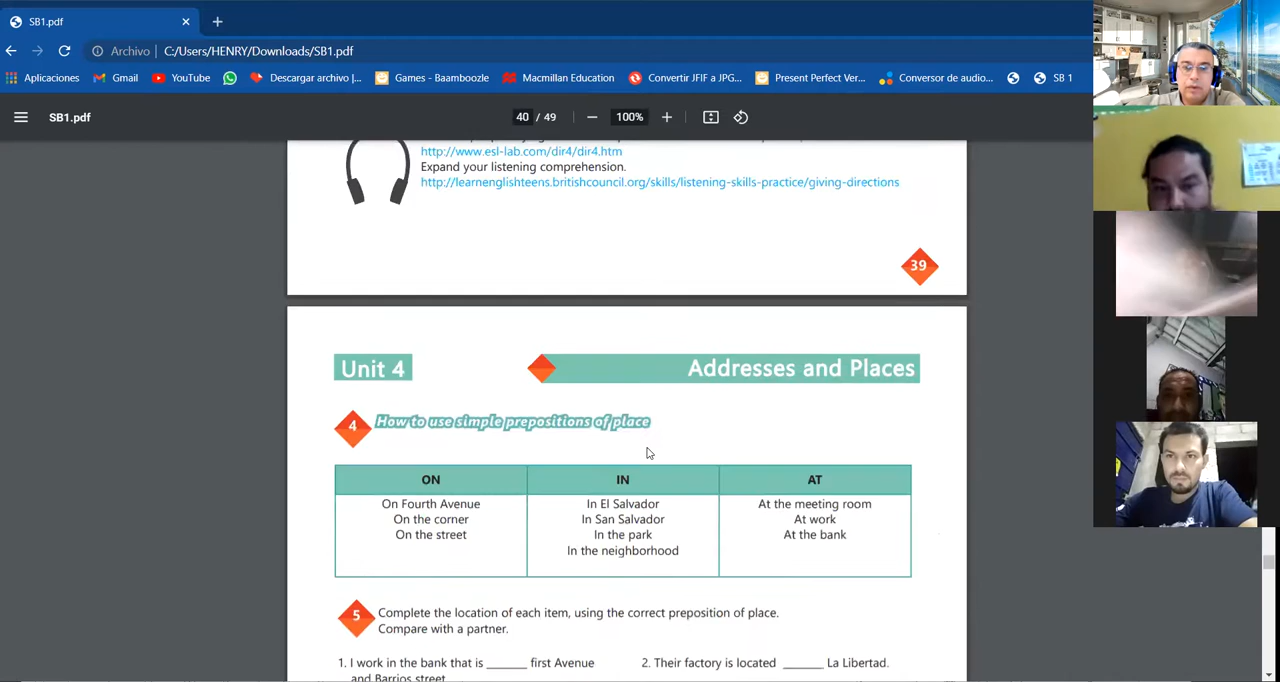 SB1.pdf
Archivo C:/Users/HENRY/Downloads/SB1.pdf
Aplicaciones Gmail YouTube Descargar archivo |... Games - Baamboozle Macmillan Education Convertir JFIF a JPG... Present Perfect Ver... Conversor de audio... SB 1
SB1.pdf 40 / 49 100%
http://www.esl-lab.com/dir4/dir4.htm
Expand your listening comprehension.
http://learnenglishteens.britishcouncil.org/skills/listening-skills-practice/giving-directions
39
Unit 4 Addresses and Places
4 How to use simple prepositions of place
ON IN AT
On Fourth Avenue In El Salvador At the meeting room
On the corner In San Salvador At work
On the street In the park At the bank
In the neighborhood
5 Complete the location of each item, using the correct preposition of place.
Compare with a partner.
1. I work in the bank that is _______ first Avenue 2. Their factory is located _______ La Libertad.
and Barrios street